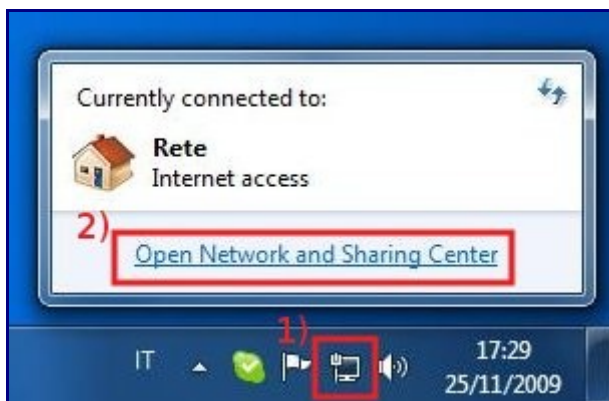 Currently connected to:
Rete
Internet access
2)
Open Network and Sharing Center
1)
IT
17:29
25/11/2009